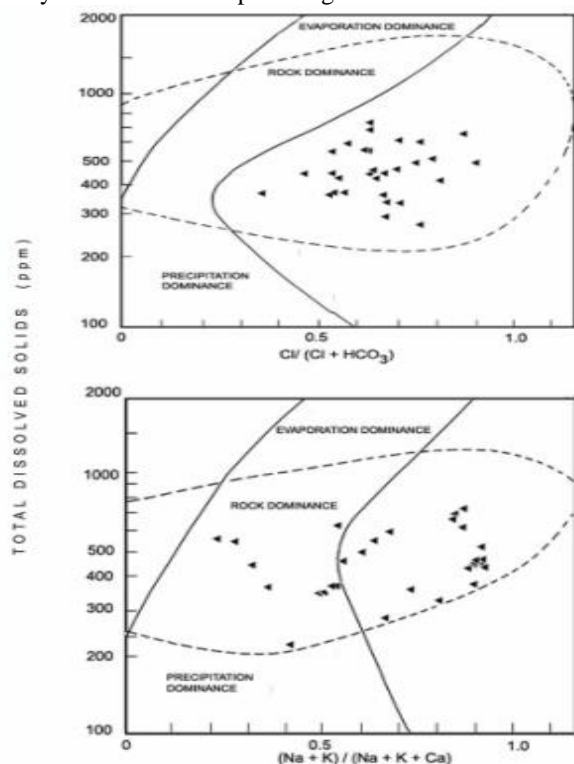 2000
EVAPORATION DOMINANCE
ROCK DOMINANCE
1000
500
400
300
200
PRECIPITATION
DOMINANCE
100
0
0.5
1.0
Cl/ (Cl + HCO3)
TOTAL DISSOLVED SOLIDS (ppm)
2000
EVAPORATION DOMINANCE
1000
ROCK DOMINANCE
500
400
300
200
PRECIPITATION
DOMINANCE
100
0
0.5
1.0
(Na + K) / (Na + K + Ca)